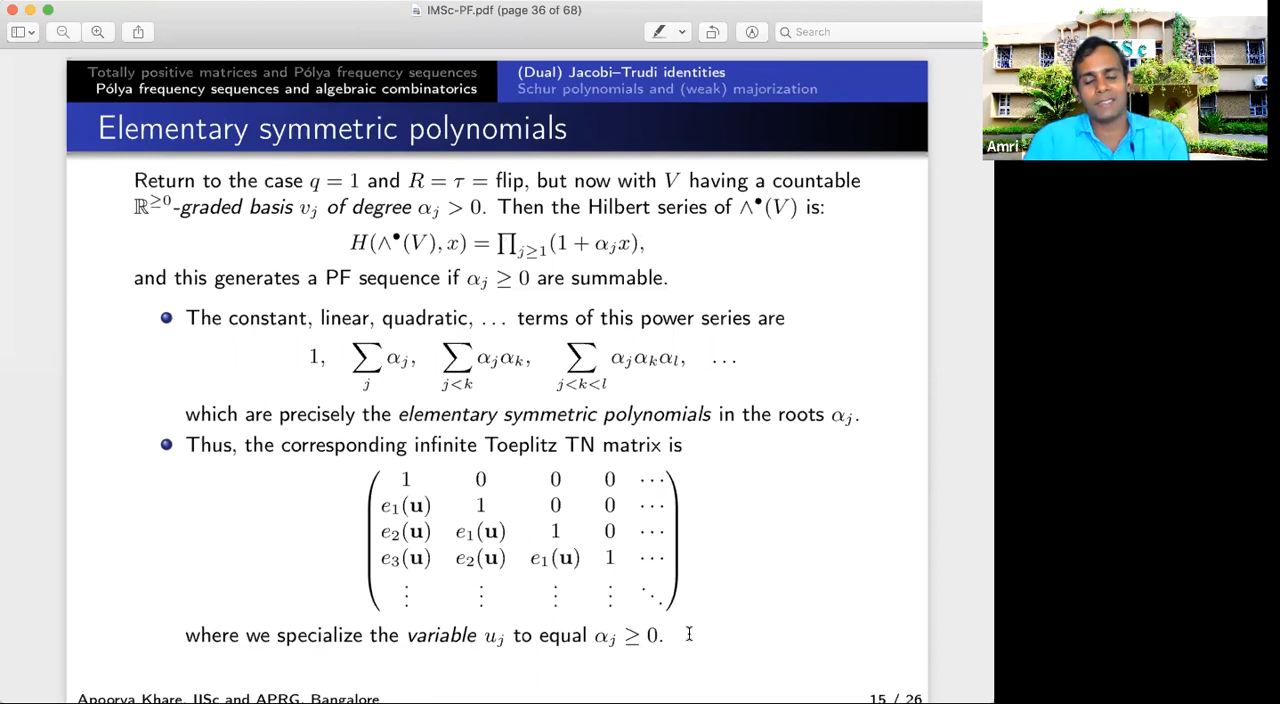 IMSc-PF.pdf (page 36 of 68)
Search
Totally positive matrices and Pólya frequency sequences
Pólya frequency sequences and algebraic combinatorics
(Dual) Jacobi–Trudi identities
Schur polynomials and (weak) majorization
Elementary symmetric polynomials
Return to the case q = 1 and R = τ = flip, but now with V having a countable
ℝ^{≥0}-graded basis v_j of degree α_j > 0. Then the Hilbert series of ∧^•(V) is:
H(∧^•(V), x) = ∏_{j≥1}(1 + α_j x),
and this generates a PF sequence if α_j ≥ 0 are summable.
The constant, linear, quadratic, ... terms of this power series are
1, ∑_j α_j, ∑_{j<k} α_j α_k, ∑_{j<k<l} α_j α_k α_l, ...
which are precisely the elementary symmetric polynomials in the roots α_j.
Thus, the corresponding infinite Toeplitz TN matrix is
1 0 0 0 ⋯
e_1(u) 1 0 0 ⋯
e_2(u) e_1(u) 1 0 ⋯
e_3(u) e_2(u) e_1(u) 1 ⋯
⋮ ⋮ ⋮ ⋮ ⋱
where we specialize the variable u_j to equal α_j ≥ 0.
Apoorva Khare, IISc and APRG, Bangalore
15 / 26
Amri